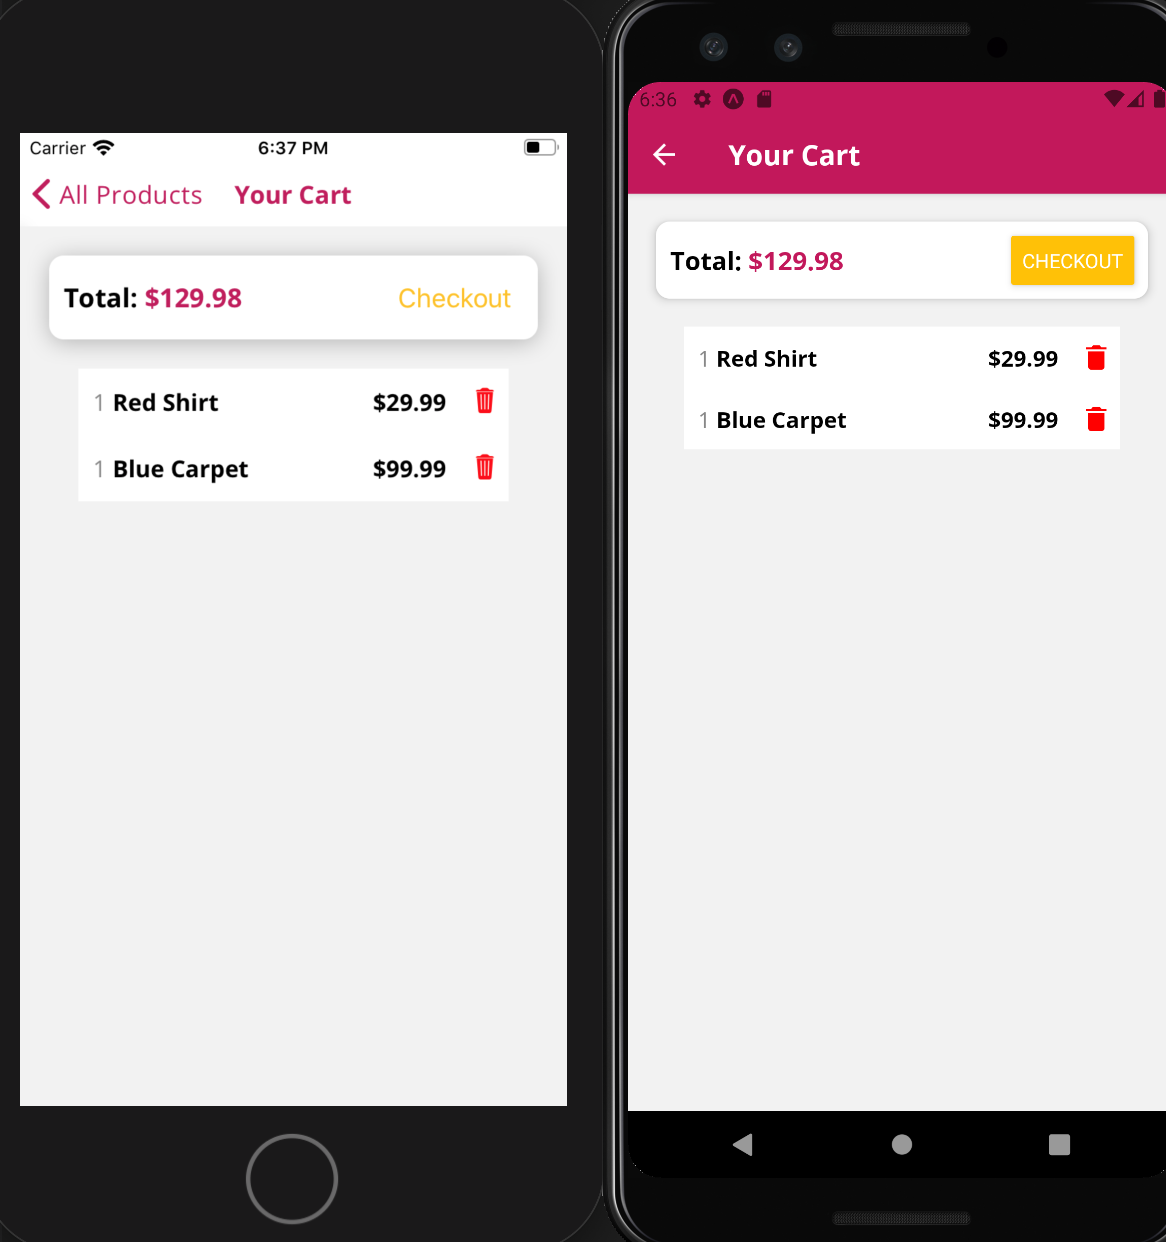 Carrier 6:37 PM
All Products Your Cart
Total: $129.98 Checkout
1 Red Shirt $29.99
1 Blue Carpet $99.99
6:36
Your Cart
Total: $129.98 CHECKOUT
1 Red Shirt $29.99
1 Blue Carpet $99.99